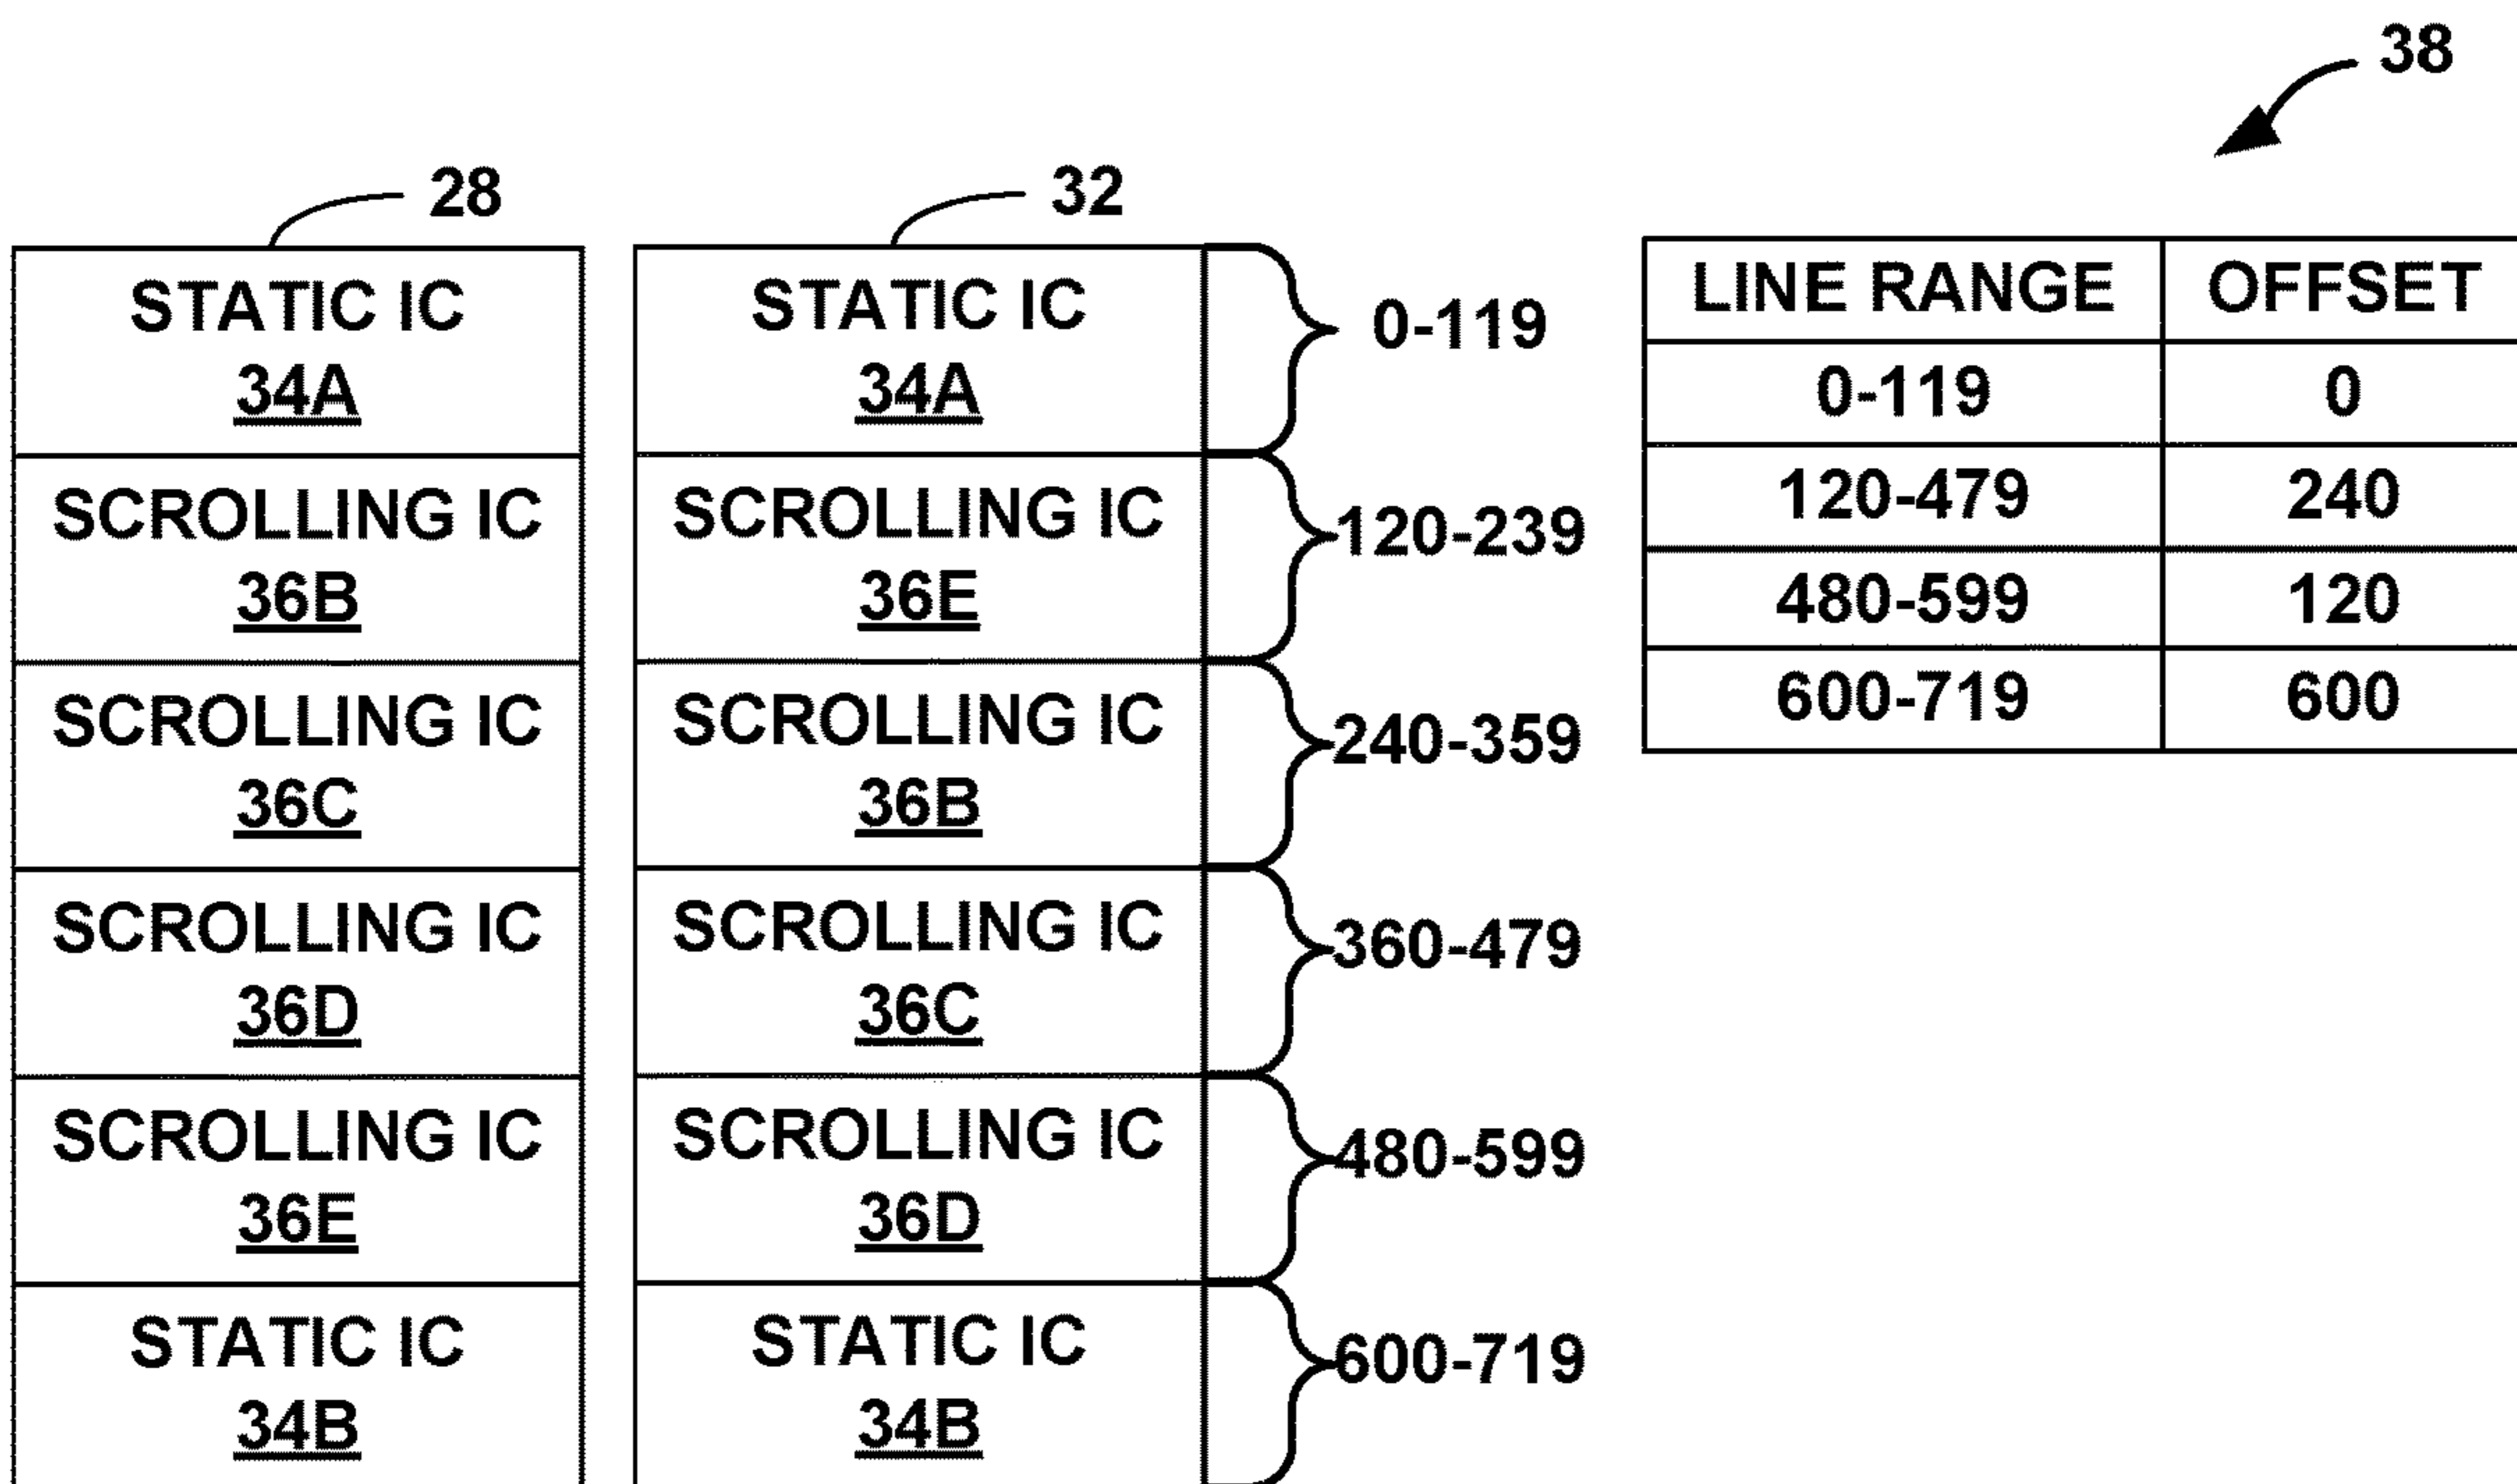 38
28
32
STATIC IC
34A
SCROLLING IC
36B
SCROLLING IC
36C
SCROLLING IC
36D
SCROLLING IC
36E
STATIC IC
34B
STATIC IC
34A
SCROLLING IC
36E
SCROLLING IC
36B
SCROLLING IC
36C
SCROLLING IC
36D
STATIC IC
34B
0-119
120-239
240-359
360-479
480-599
600-719
LINE RANGE OFFSET
0-119 0
120-479 240
480-599 120
600-719 600